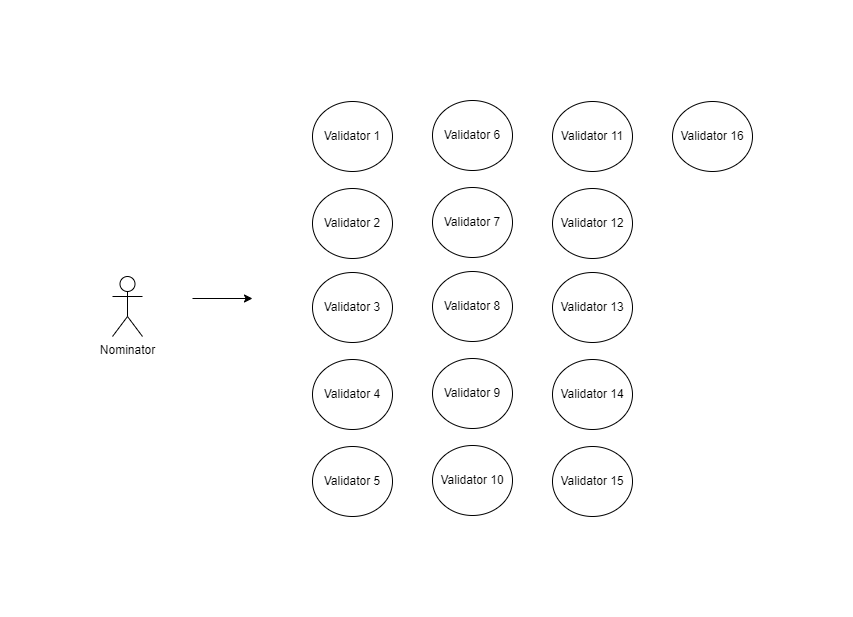 Validator 1
Validator 6
Validator 11
Validator 16
Validator 2
Validator 7
Validator 12
Validator 3
Validator 8
Validator 13
Nominator
Validator 4
Validator 9
Validator 14
Validator 5
Validator 10
Validator 15